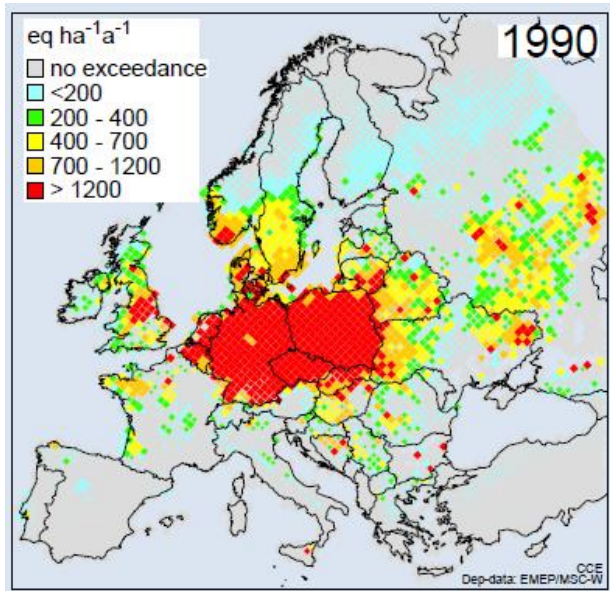 eq ha⁻¹a⁻¹
1990
no exceedance
<200
200 - 400
400 - 700
700 - 1200
> 1200
CCE
Dep-data: EMEP/MSC-W